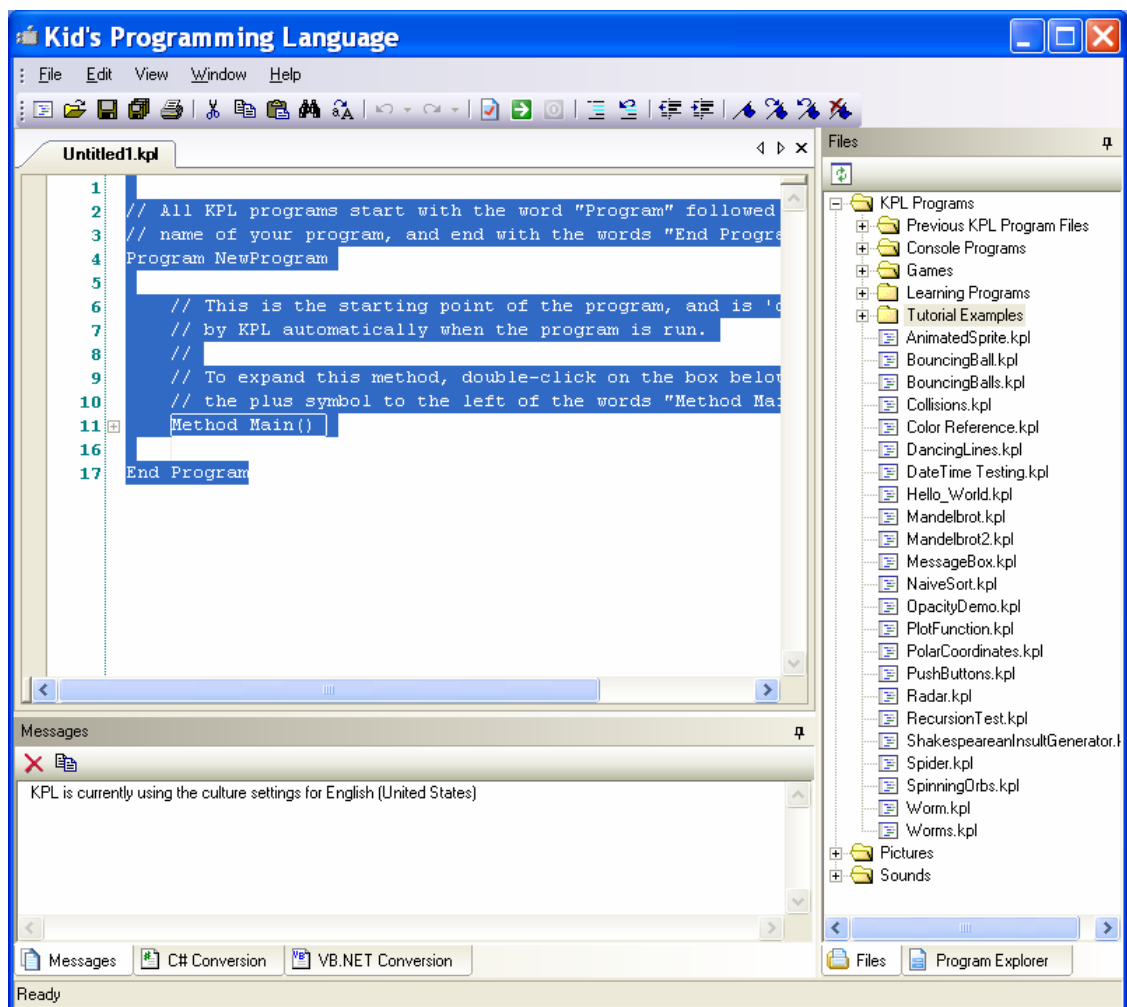 Kid's Programming Language
File Edit View Window Help
Untitled1.kpl
1
2 // All KPL programs start with the word "Program" followed
3 // name of your program, and end with the words "End Progra
4 Program NewProgram
5
6 // This is the starting point of the program, and is 'c
7 // by KPL automatically when the program is run.
8 //
9 // To expand this method, double-click on the box belo
10 // the plus symbol to the left of the words "Method Ma
11 Method Main()
16
17 End Program
Messages
KPL is currently using the culture settings for English (United States)
Messages C# Conversion VB.NET Conversion
Files
KPL Programs
Previous KPL Program Files
Console Programs
Games
Learning Programs
Tutorial Examples
AnimatedSprite.kpl
BouncingBall.kpl
BouncingBalls.kpl
Collisions.kpl
Color Reference.kpl
DancingLines.kpl
DateTime Testing.kpl
Hello_World.kpl
Mandelbrot.kpl
Mandelbrot2.kpl
MessageBox.kpl
NaiveSort.kpl
OpacityDemo.kpl
PlotFunction.kpl
PolarCoordinates.kpl
PushButtons.kpl
Radar.kpl
RecursionTest.kpl
ShakespeareanInsultGenerator.k
Spider.kpl
SpinningOrbs.kpl
Worm.kpl
Worms.kpl
Pictures
Sounds
Files Program Explorer
Ready